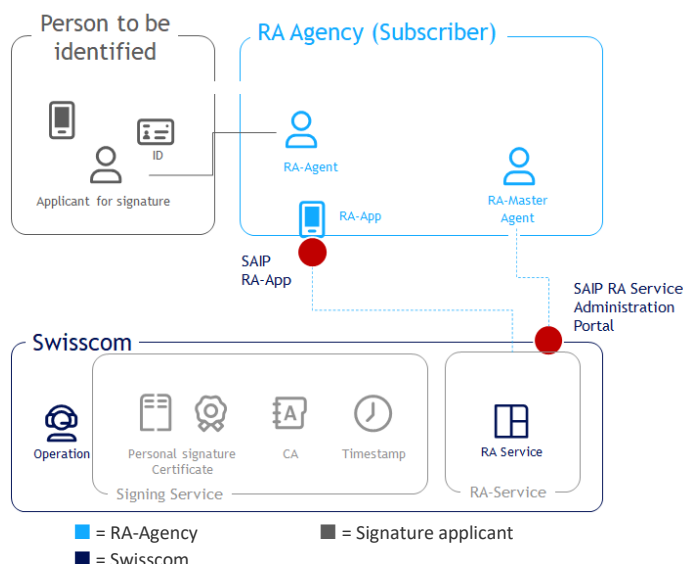 Person to be
identified
RA Agency (Subscriber)
ID
Applicant for signature
RA-Agent
RA-App
RA-Master
Agent
SAIP
RA-App
SAIP RA Service
Administration
Portal
Swisscom
Operation
Personal signature
Certificate
A
CA
Timestamp
Signing Service
RA Service
RA-Service
= RA-Agency
= Signature applicant
= Swisscom